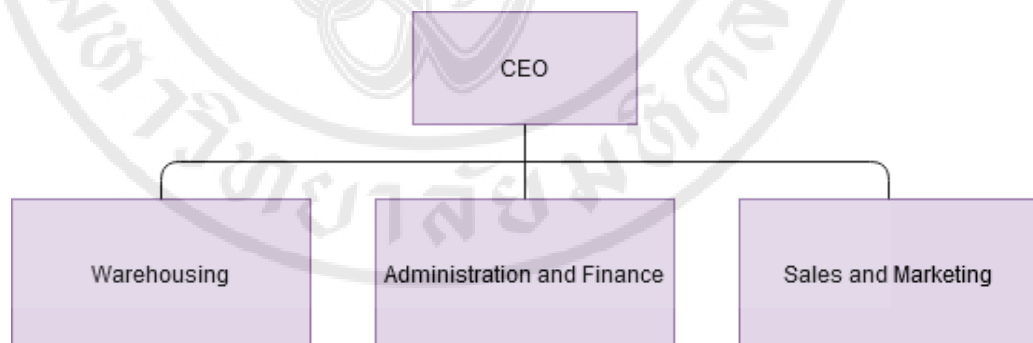 CEO
Warehousing
Administration and Finance
Sales and Marketing